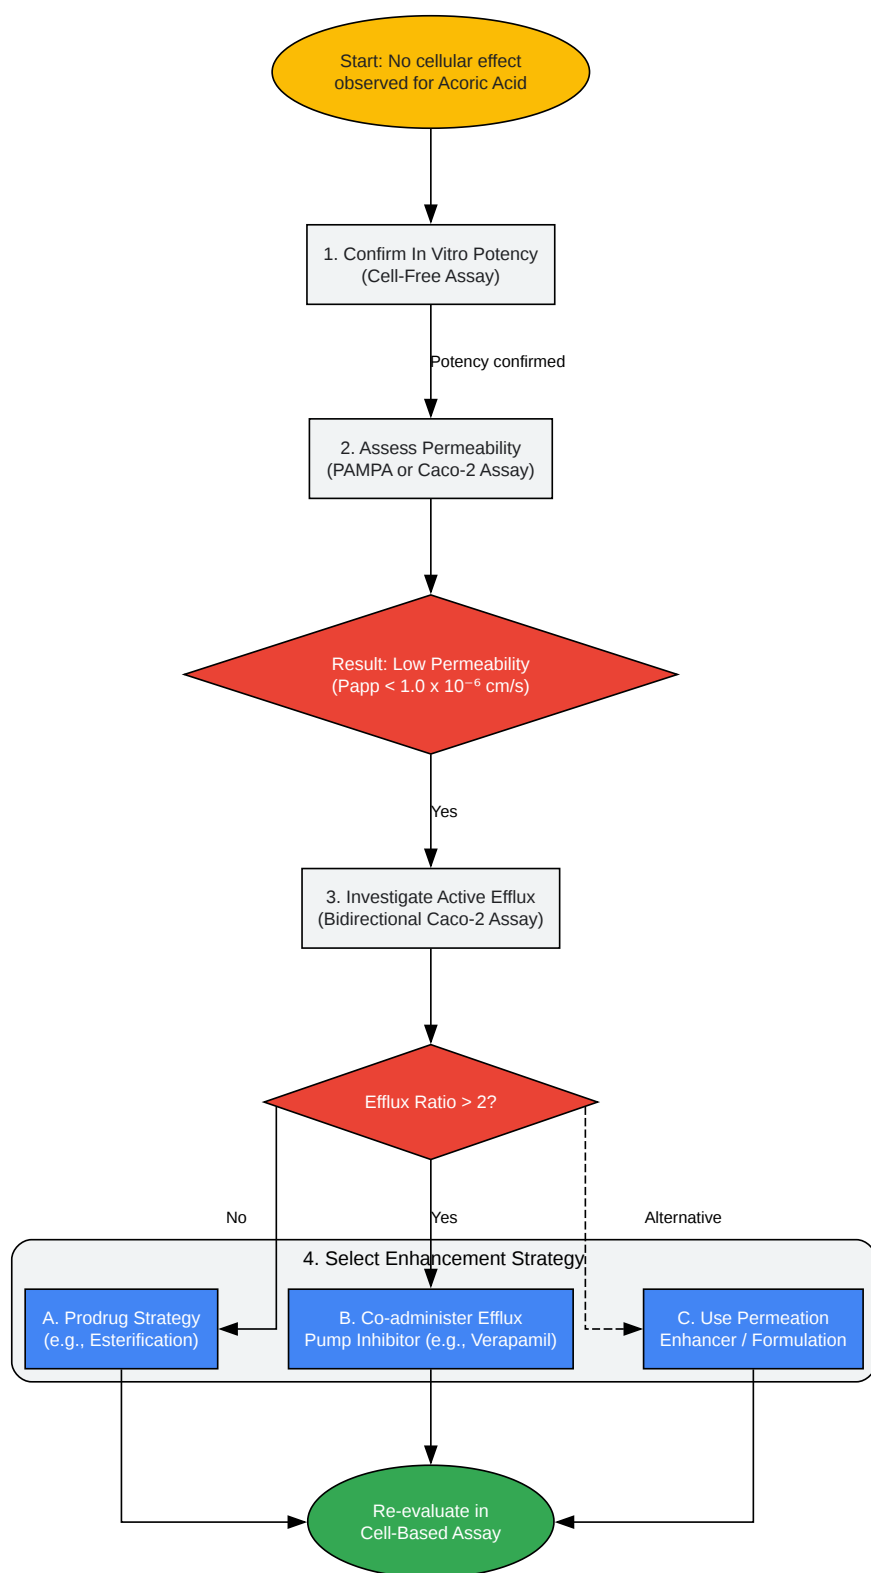 Start: No cellular effect
observed for Acoric Acid
1. Confirm In Vitro Potency
(Cell-Free Assay)
Potency confirmed
2. Assess Permeability
(PAMPA or Caco-2 Assay)
Result: Low Permeability
(Papp < 1.0 x 10⁻⁶ cm/s)
Yes
3. Investigate Active Efflux
(Bidirectional Caco-2 Assay)
Efflux Ratio > 2?
No
Yes
Alternative
4. Select Enhancement Strategy
A. Prodrug Strategy
(e.g., Esterification)
B. Co-administer Efflux
Pump Inhibitor (e.g., Verapamil)
C. Use Permeation
Enhancer / Formulation
Re-evaluate in
Cell-Based Assay